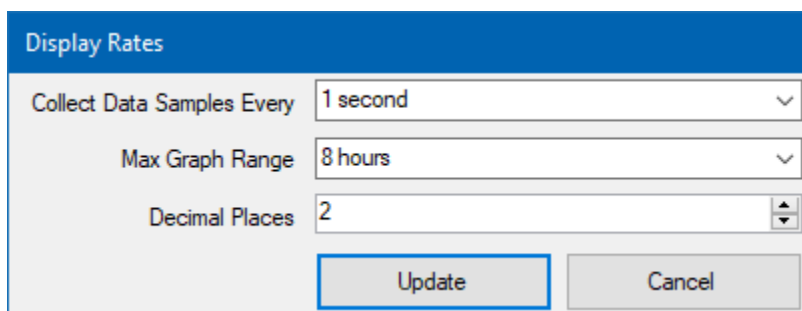 Display Rates
Collect Data Samples Every 1 second
Max Graph Range 8 hours
Decimal Places 2
Update Cancel